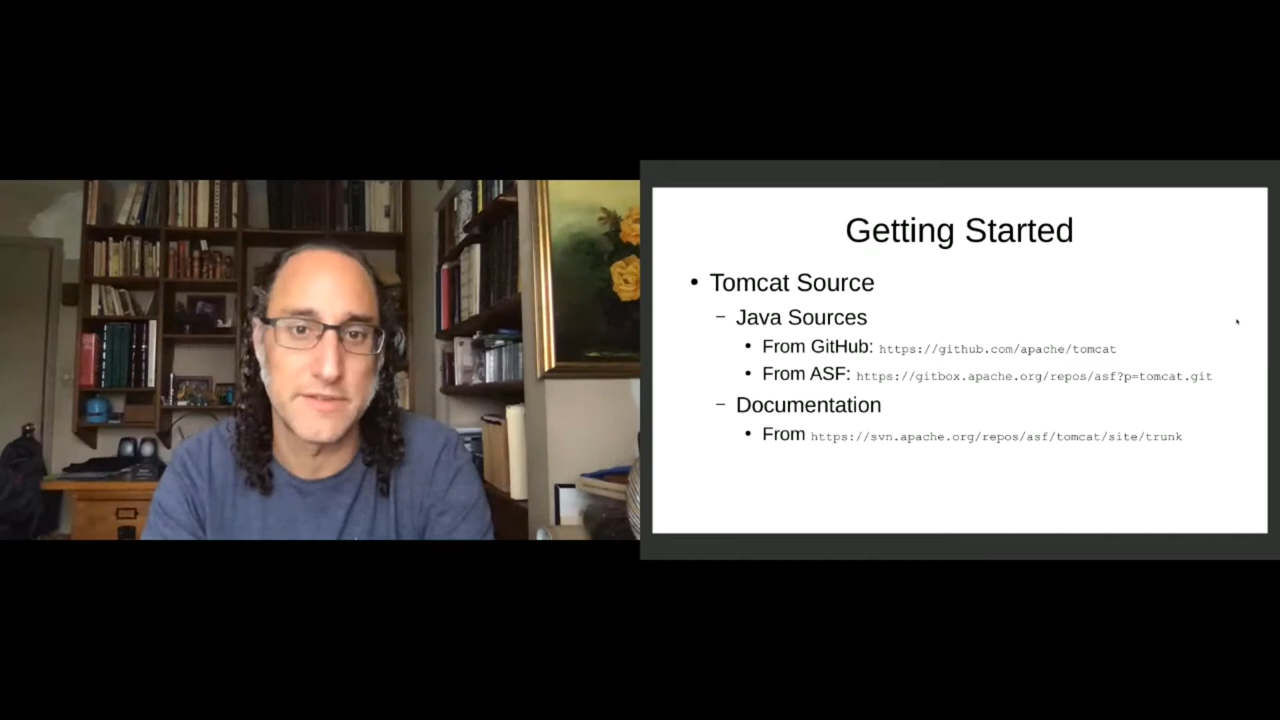 Getting Started
• Tomcat Source
– Java Sources
• From GitHub: https://github.com/apache/tomcat
• From ASF: https://gitbox.apache.org/repos/asf?p=tomcat.git
– Documentation
• From https://svn.apache.org/repos/asf/tomcat/site/trunk